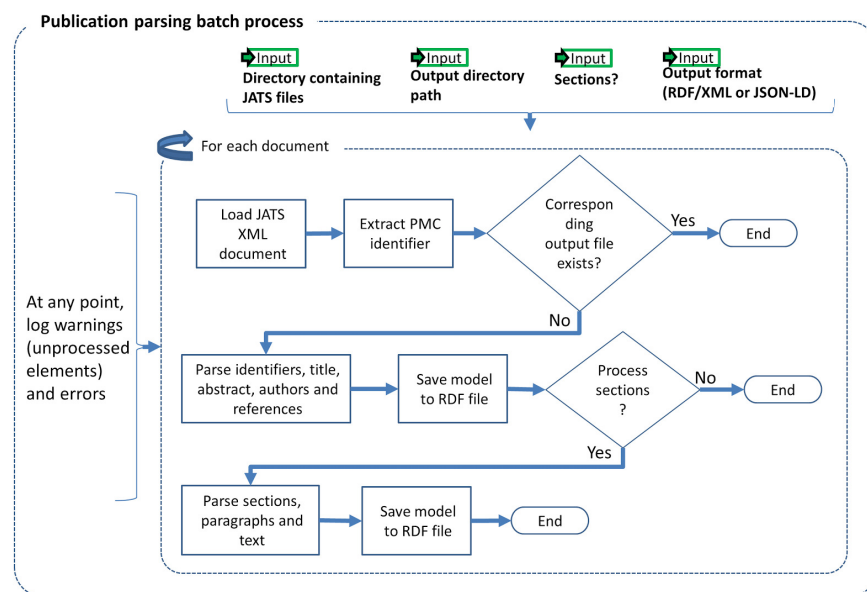 Publication parsing batch process
Input
Input
Input
Input
Directory containing
JATS files
Output directory
path
Sections?
Output format
(RDF/XML or JSON-LD)
For each document
Load JATS
XML
document
Extract PMC
identifier
Correspon
ding
output file
exists?
Yes
End
No
At any point,
log warnings
(unprocessed
elements)
and errors
Parse identifiers, title,
abstract, authors and
references
Save model
to RDF file
Process
sections
?
No
End
Yes
Parse sections,
paragraphs and
text
Save model
to RDF file
End